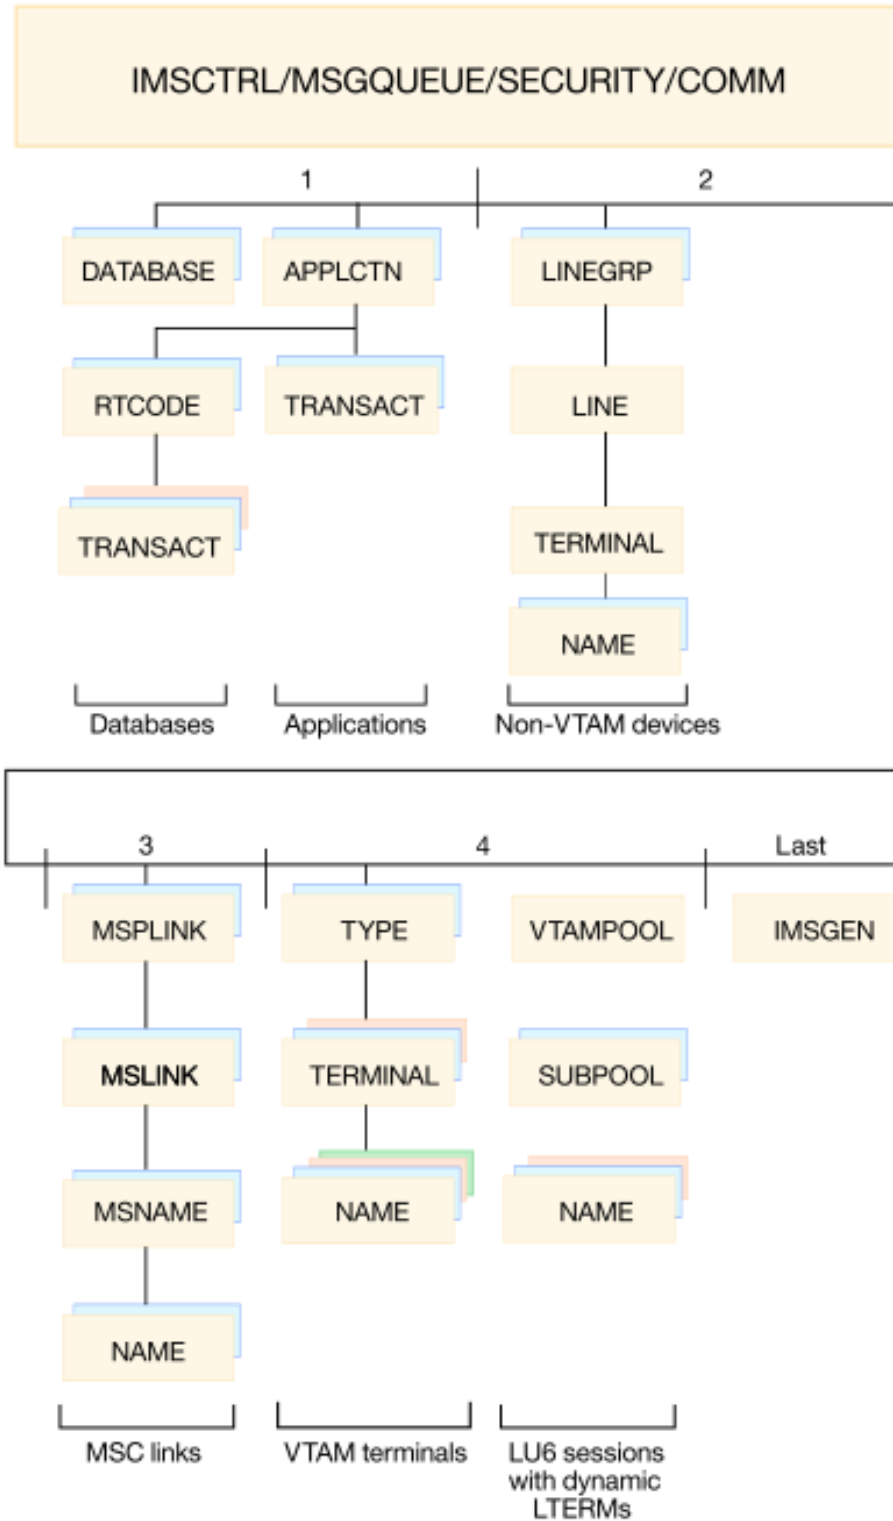 IMSCTRL/MSGQUEUE/SECURITY/COMM
1
2
DATABASE
APPLCTN
LINEGRP
RTCODE
TRANSACT
LINE
TRANSACT
TERMINAL
NAME
Databases
Applications
Non-VTAM devices
3
4
Last
MSPLINK
TYPE
VTAMPOOL
IMSGEN
MSLINK
TERMINAL
SUBPOOL
MSNAME
NAME
NAME
NAME
MSC links
VTAM terminals
LU6 sessions
with dynamic
LTERMs